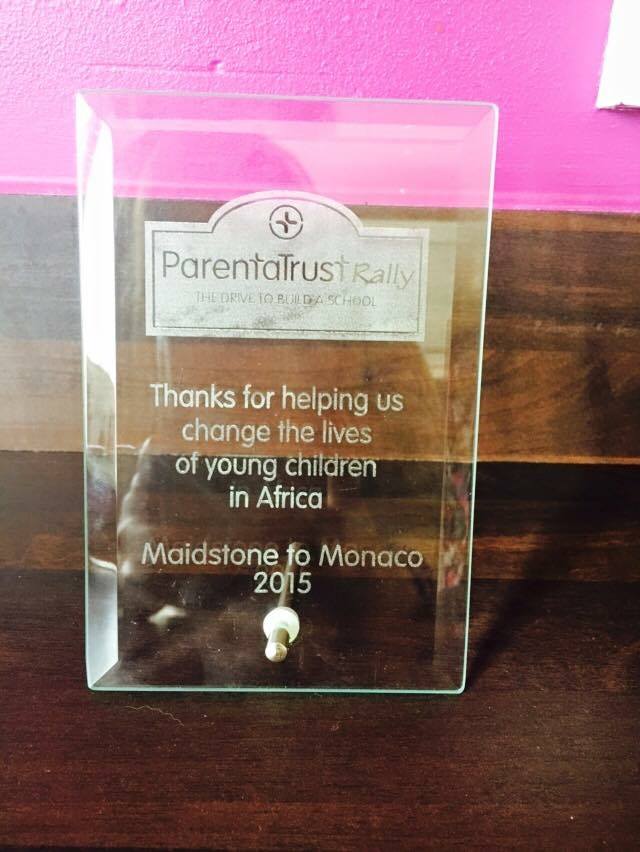 ParentaTrust Rally
THE DRIVE TO BUILD A SCHOOL
Thanks for helping us
change the lives
of young children
in Africa
Maidstone to Monaco
2015